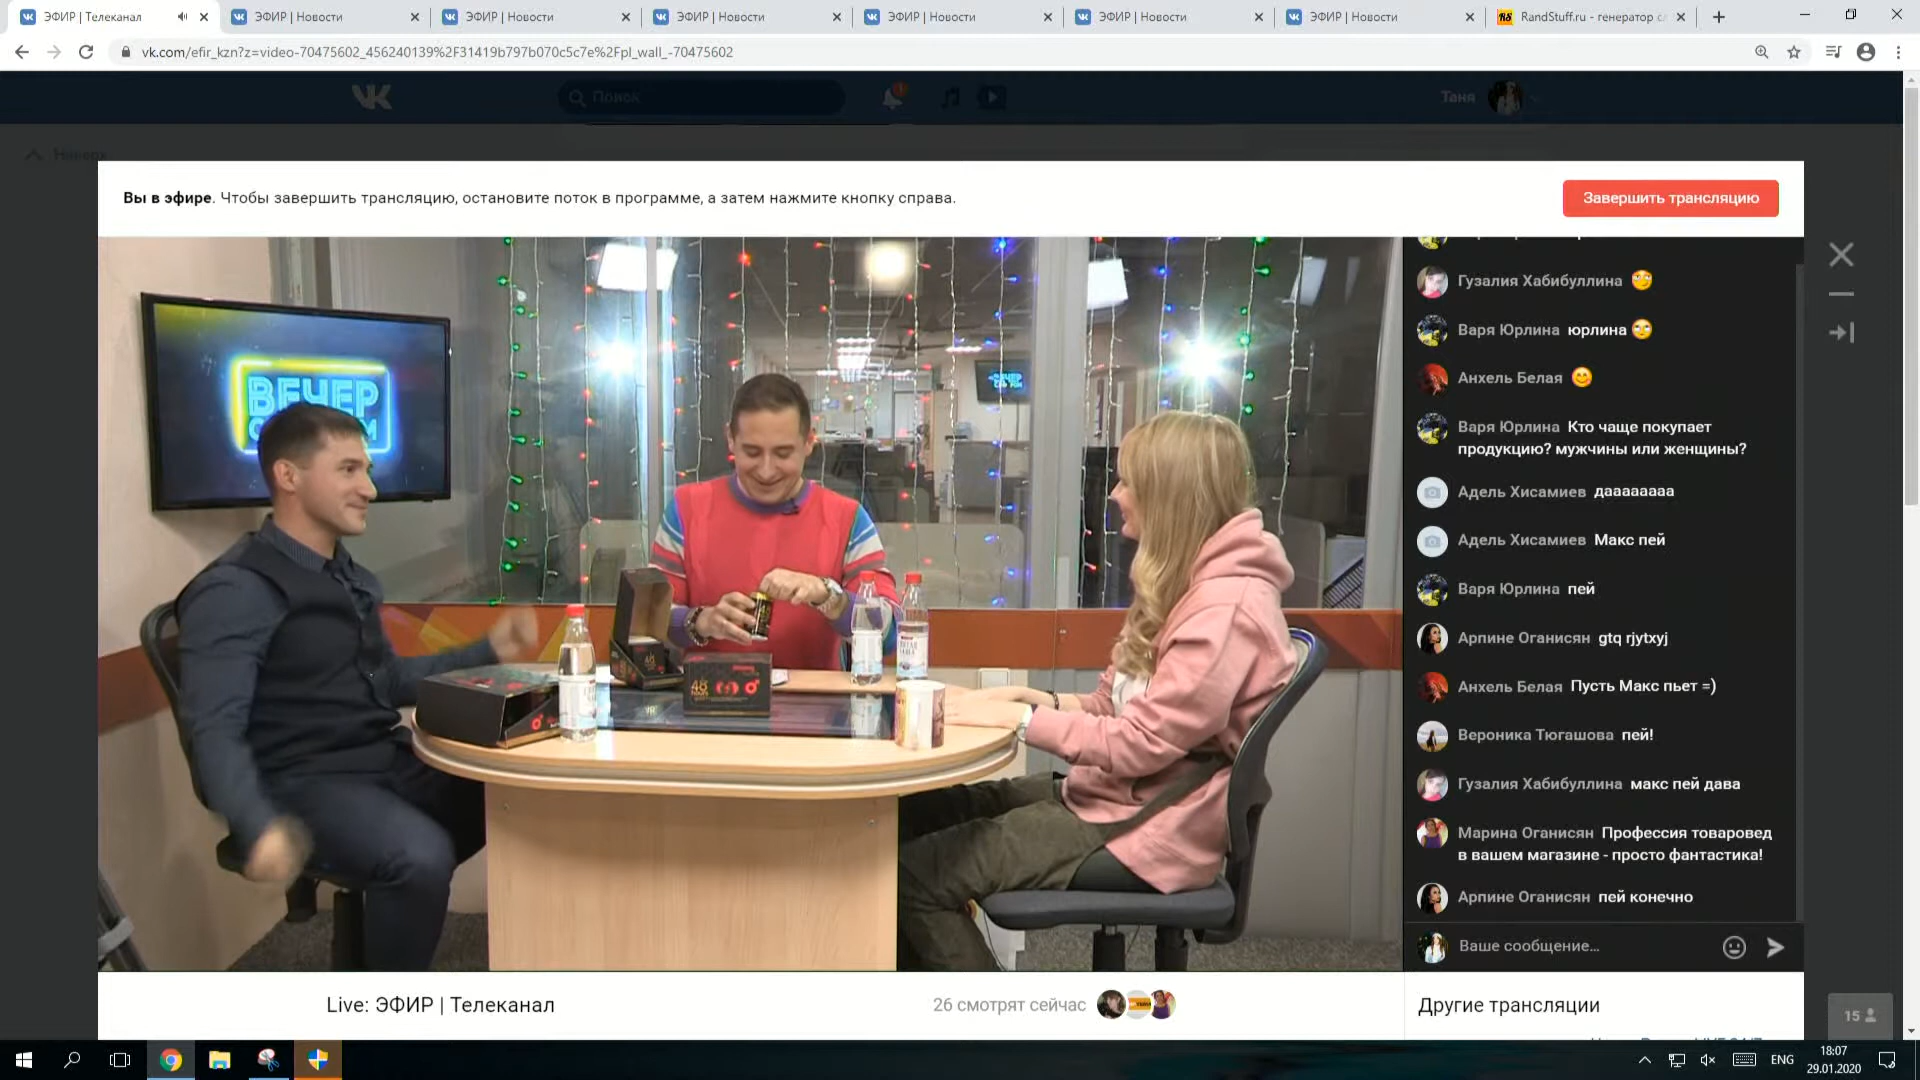 ЭФИР | Телеканал
ЭФИР | Новости
ЭФИР | Новости
ЭФИР | Новости
ЭФИР | Новости
ЭФИР | Новости
ЭФИР | Новости
RandStuff.ru - генератор
vk.com/efir_kzn?z=video-70475602_456240139%2F31419b797b070c5c7e%2Fpl_wall_-70475602
Поиск
Таня
Наверх
Вы в эфире. Чтобы завершить трансляцию, остановите поток в программе, а затем нажмите кнопку справа.
Завершить трансляцию
ВЕЧЕР
48
Гузалия Хабибуллина
Варя Юрлина юрлина
Анхель Белая
Варя Юрлина Кто чаще покупает
продукцию? мужчины или женщины?
Адель Хисамиев даааааааа
Адель Хисамиев Макс пей
Варя Юрлина пей
Арпине Оганисян gtq rjytxyj
Анхель Белая Пусть Макс пьет =)
Вероника Тюгашова пей!
Гузалия Хабибуллина макс пей дава
Марина Оганисян Профессия товаровед
в вашем магазине - просто фантастика!
Арпине Оганисян пей конечно
Ваше сообщение...
Live: ЭФИР | Телеканал
26 смотрят сейчас
Другие трансляции
15
ENG
18:07
29.01.2020